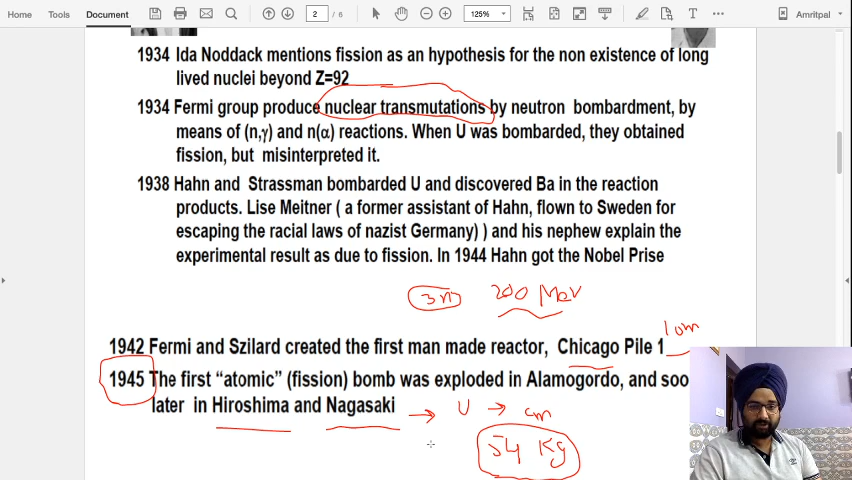 Home Tools Document 2 / 6 125% Amritpal
1934 Ida Noddack mentions fission as an hypothesis for the non existence of long
lived nuclei beyond Z=92
1934 Fermi group produce nuclear transmutations by neutron bombardment, by
means of (n,γ) and n(α) reactions. When U was bombarded, they obtained
fission, but misinterpreted it.
1938 Hahn and Strassman bombarded U and discovered Ba in the reaction
products. Lise Meitner ( a former assistant of Hahn, flown to Sweden for
escaping the racial laws of nazist Germany) ) and his nephew explain the
experimental result as due to fission. In 1944 Hahn got the Nobel Prise
3n 200 MeV
10m
1942 Fermi and Szilard created the first man made reactor, Chicago Pile 1
1945 The first “atomic” (fission) bomb was exploded in Alamogordo, and soo
later in Hiroshima and Nagasaki → U → cm
54 Kg